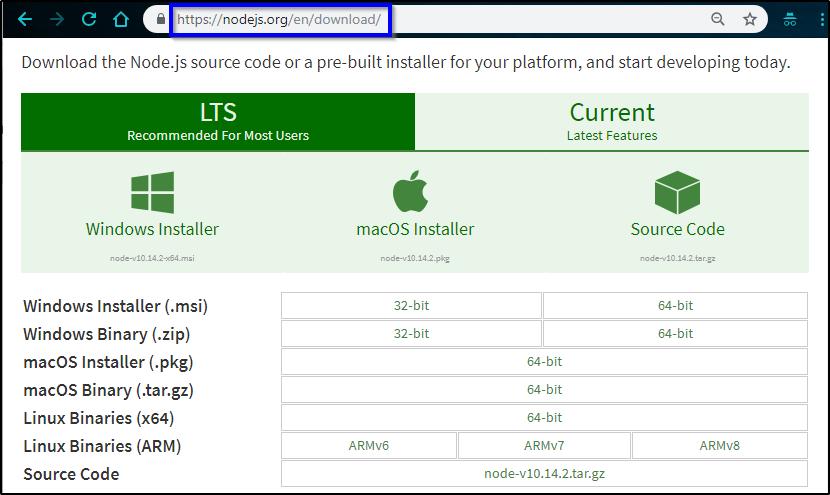 https://nodejs.org/en/download/
Download the Node.js source code or a pre-built installer for your platform, and start developing today.
LTS
Recommended For Most Users
Current
Latest Features
Windows Installer
node-v10.14.2-x64.msi
macOS Installer
node-v10.14.2.pkg
Source Code
node-v10.14.2.tar.gz
Windows Installer (.msi) 32-bit 64-bit
Windows Binary (.zip) 32-bit 64-bit
macOS Installer (.pkg) 64-bit
macOS Binary (.tar.gz) 64-bit
Linux Binaries (x64) 64-bit
Linux Binaries (ARM) ARMv6 ARMv7 ARMv8
Source Code node-v10.14.2.tar.gz